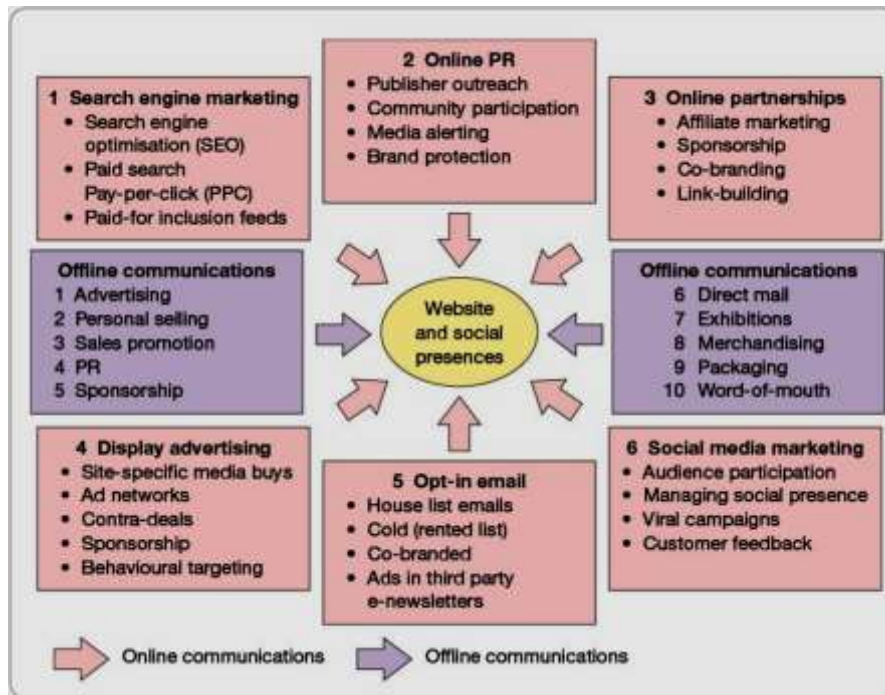 1 Search engine marketing
• Search engine
optimisation (SEO)
• Paid search
Pay-per-click (PPC)
• Paid-for inclusion feeds
2 Online PR
• Publisher outreach
• Community participation
• Media alerting
• Brand protection
3 Online partnerships
• Affiliate marketing
• Sponsorship
• Co-branding
• Link-building
Offline communications
1 Advertising
2 Personal selling
3 Sales promotion
4 PR
5 Sponsorship
Website
and social
presences
Offline communications
6 Direct mail
7 Exhibitions
8 Merchandising
9 Packaging
10 Word-of-mouth
4 Display advertising
• Site-specific media buys
• Ad networks
• Contra-deals
• Sponsorship
• Behavioural targeting
5 Opt-in email
• House list emails
• Cold (rented list)
• Co-branded
• Ads in third party
e-newsletters
6 Social media marketing
• Audience participation
• Managing social presence
• Viral campaigns
• Customer feedback
Online communications
Offline communications